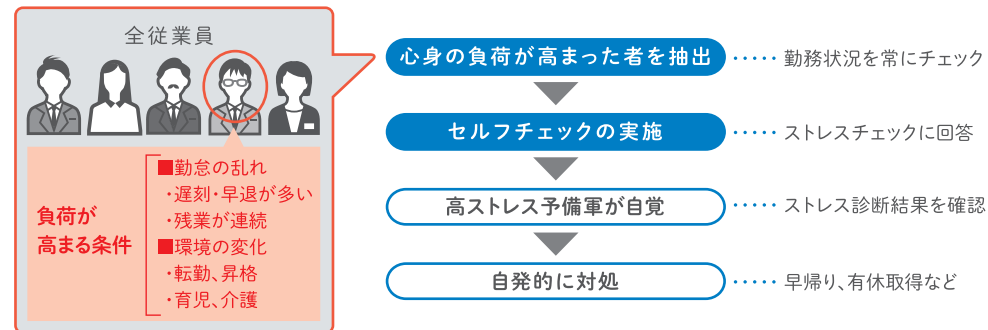 全従業員
負荷が
高まる条件
■勤怠の乱れ
・遅刻・早退が多い
・残業が連続
■環境の変化
・転勤、昇格
・育児、介護
心身の負荷が高まった者を抽出
勤務状況を常にチェック
セルフチェックの実施
ストレスチェックに回答
高ストレス予備軍が自覚
ストレス診断結果を確認
自発的に対処
早帰り、有休取得など